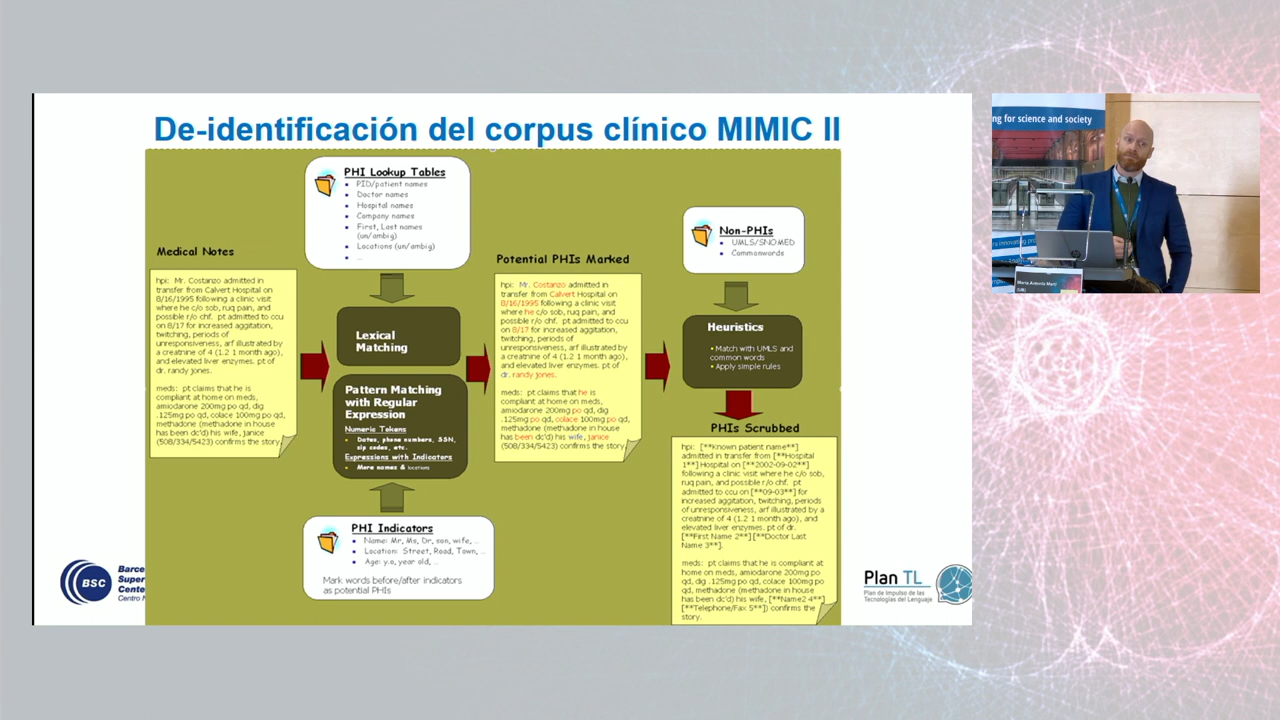 De-identificación del corpus clínico MIMIC II
PHI Lookup Tables
PID/patient names
Doctor names
Hospital names
Company names
First, Last names
(un/ambig)
Locations (un/ambig)
...
Medical Notes
hpi: Mr. Costanzo admitted in
transfer from Calvert Hospital on
8/16/1995 following a clinic visit
where he c/o sob, ruq pain, and
possible r/o chf. pt admitted to ccu
on 8/17 for increased aggitation,
twitching, periods of
unresponsiveness, arf illustrated by
a creatnine of 4 (1.2 1 month ago),
and elevated liver enzymes. pt of
dr. randy jones.
meds: pt claims that he is
compliant at home on meds,
amiodarone 200mg po qd, dig
.125mg po qd, colace 100mg po qd,
methadone (methadone in house
has been dc'd) his wife, janice
(508/334/5423) confirms the story.
Lexical
Matching
Pattern Matching
with Regular
Expression
Numeric Tokens
Dates, phone numbers, SSN,
zip codes, etc.
Expressions with Indicators
More names & locations
PHI Indicators
Name: Mr, Ms, Dr, son, wife, ...
Location: Street, Road, Town, ...
Age: y.o, year old, ...
Mark words before/after indicators
as potential PHIs
Potential PHIs Marked
hpi: Mr. Costanzo admitted in
transfer from Calvert Hospital on
8/16/1995 following a clinic visit
where he c/o sob, ruq pain, and
possible r/o chf. pt admitted to ccu
on 8/17 for increased aggitation,
twitching, periods of
unresponsiveness, arf illustrated by
a creatnine of 4 (1.2 1 month ago),
and elevated liver enzymes. pt of
dr. randy jones.
meds: pt claims that he is
compliant at home on meds,
amiodarone 200mg po qd, dig
.125mg po qd, colace 100mg po qd,
methadone (methadone in house
has been dc'd) his wife, janice
(508/334/5423) confirms the story.
Non-PHIs
UMLS/SNOMED
Commonwords
Heuristics
Match with UMLS and
common words
Apply simple rules
PHIs Scrubbed
hpi: [**Known patient name**]
admitted in transfer from [**Hospital
1**] Hospital on [**2002-09-02**]
following a clinic visit where he c/o sob,
ruq pain, and possible r/o chf. pt
admitted to ccu on [**09-03**] for
increased aggitation, twitching, periods
of unresponsiveness, arf illustrated by a
creatnine of 4 (1.2 1 month ago), and
elevated liver enzymes. pt of dr.
[**First Name 2**] [**Doctor Last
Name 3**].
meds: pt claims that he is compliant at
home on meds, amiodarone 200mg po
qd, dig .125mg po qd, colace 100mg po
qd, methadone (methadone in house
has been dc'd) his wife, [**Name2 4**]
[**Telephone/Fax 5**]) confirms the
story.
BSC
Barce
Super
Cente
Centro
Plan TL
Plan de Impulso de las
Tecnologías del Lenguaje
ng for science and society
Maria Antonia Martí
(UB)